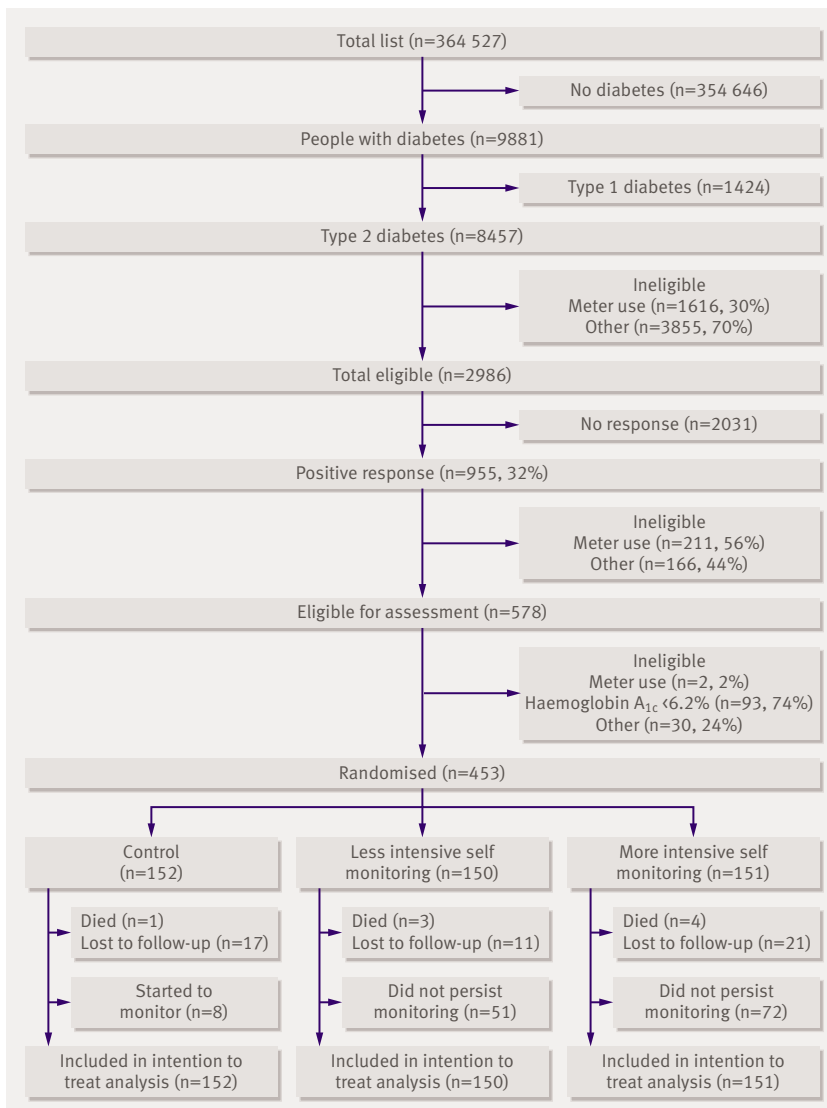 Total list (n=364 527)
No diabetes (n=354 646)
People with diabetes (n=9881)
Type 1 diabetes (n=1424)
Type 2 diabetes (n=8457)
Ineligible
Meter use (n=1616, 30%)
Other (n=3855, 70%)
Total eligible (n=2986)
No response (n=2031)
Positive response (n=955, 32%)
Ineligible
Meter use (n=211, 56%)
Other (n=166, 44%)
Eligible for assessment (n=578)
Ineligible
Meter use (n=2, 2%)
Haemoglobin A1c <6.2% (n=93, 74%)
Other (n=30, 24%)
Randomised (n=453)
Control
(n=152)
Died (n=1)
Lost to follow-up (n=17)
Started to
monitor (n=8)
Included in intention to
treat analysis (n=152)
Less intensive self
monitoring (n=150)
Died (n=3)
Lost to follow-up (n=11)
Did not persist
monitoring (n=51)
Included in intention to
treat analysis (n=150)
More intensive self
monitoring (n=151)
Died (n=4)
Lost to follow-up (n=21)
Did not persist
monitoring (n=72)
Included in intention to
treat analysis (n=151)